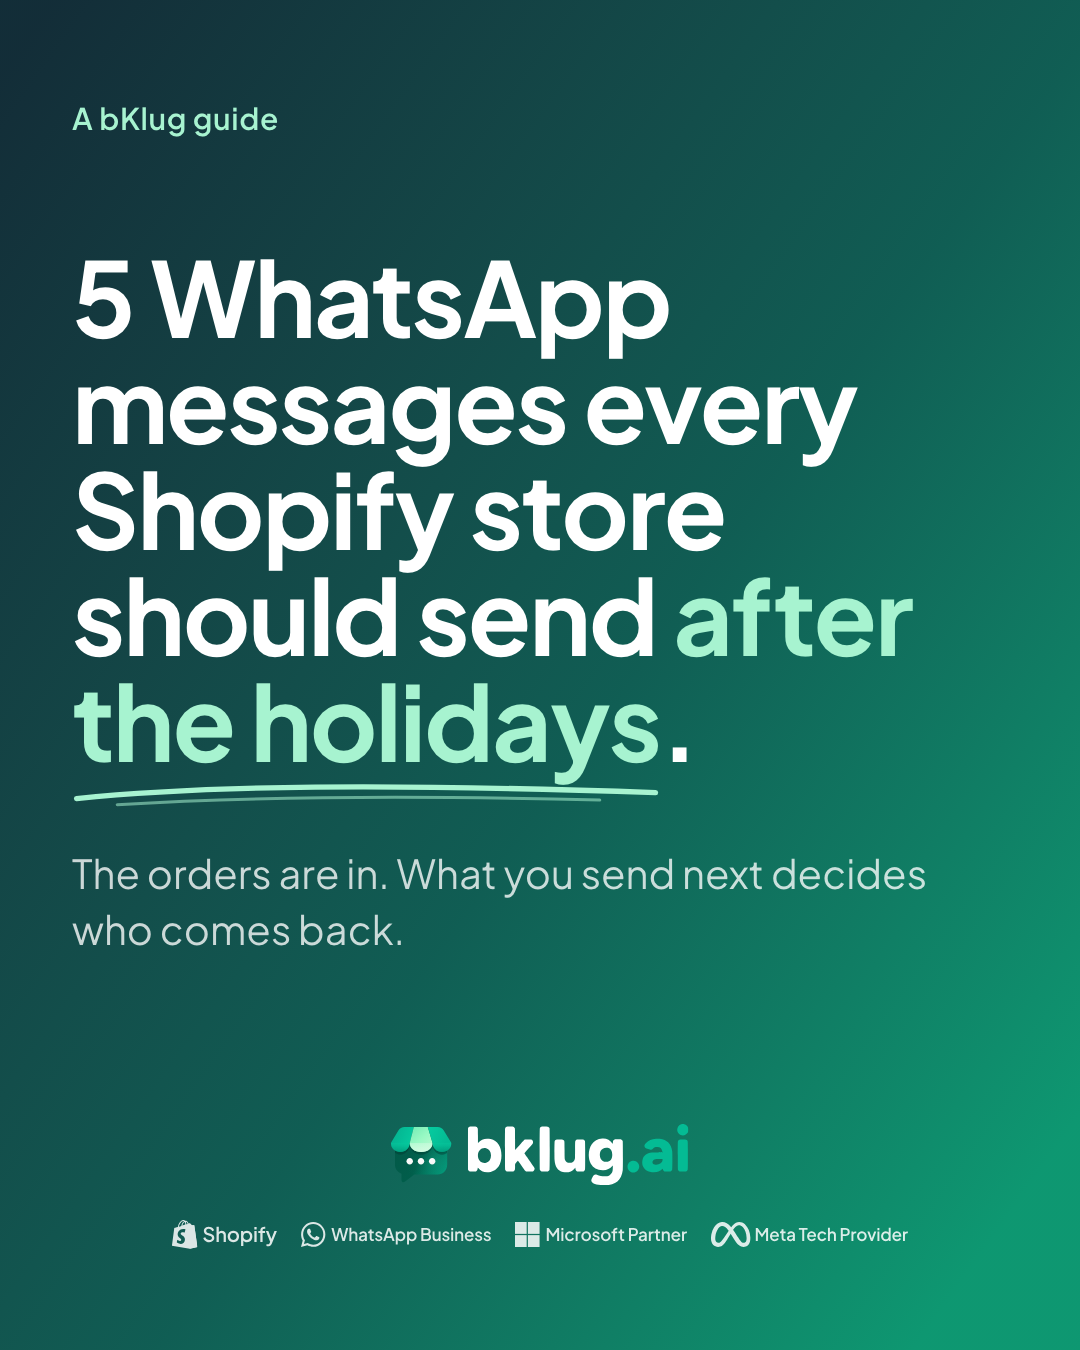 A bKlug guide
5 WhatsApp
messages every
Shopify store
should send after
the holidays.
The orders are in. What you send next decides
who comes back.
bklug.ai
Shopify WhatsApp Business Microsoft Partner Meta Tech Provider